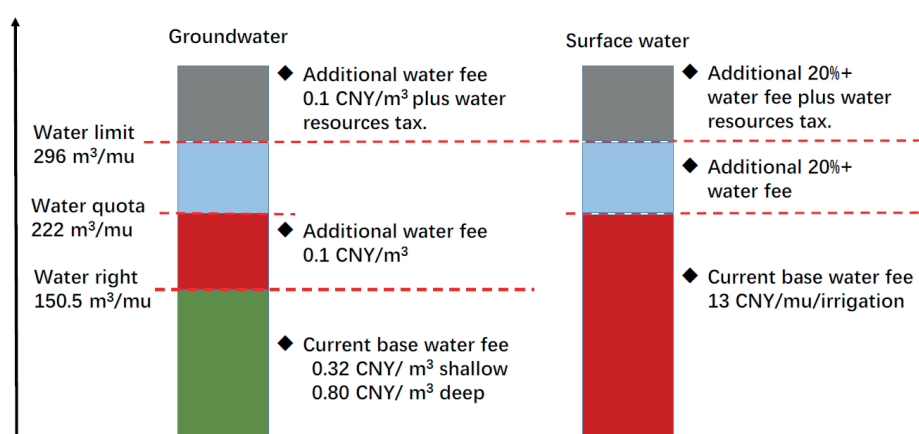 Groundwater
Surface water
◆ Additional water fee
0.1 CNY/m³ plus water
resources tax.
◆ Additional 20%+
water fee plus water
resources tax.
Water limit
296 m³/mu
◆ Additional 20%+
water fee
Water quota
222 m³/mu
◆ Additional water fee
0.1 CNY/m³
Water right
150.5 m³/mu
◆ Current base water fee
13 CNY/mu/irrigation
◆ Current base water fee
0.32 CNY/ m³ shallow
0.80 CNY/ m³ deep